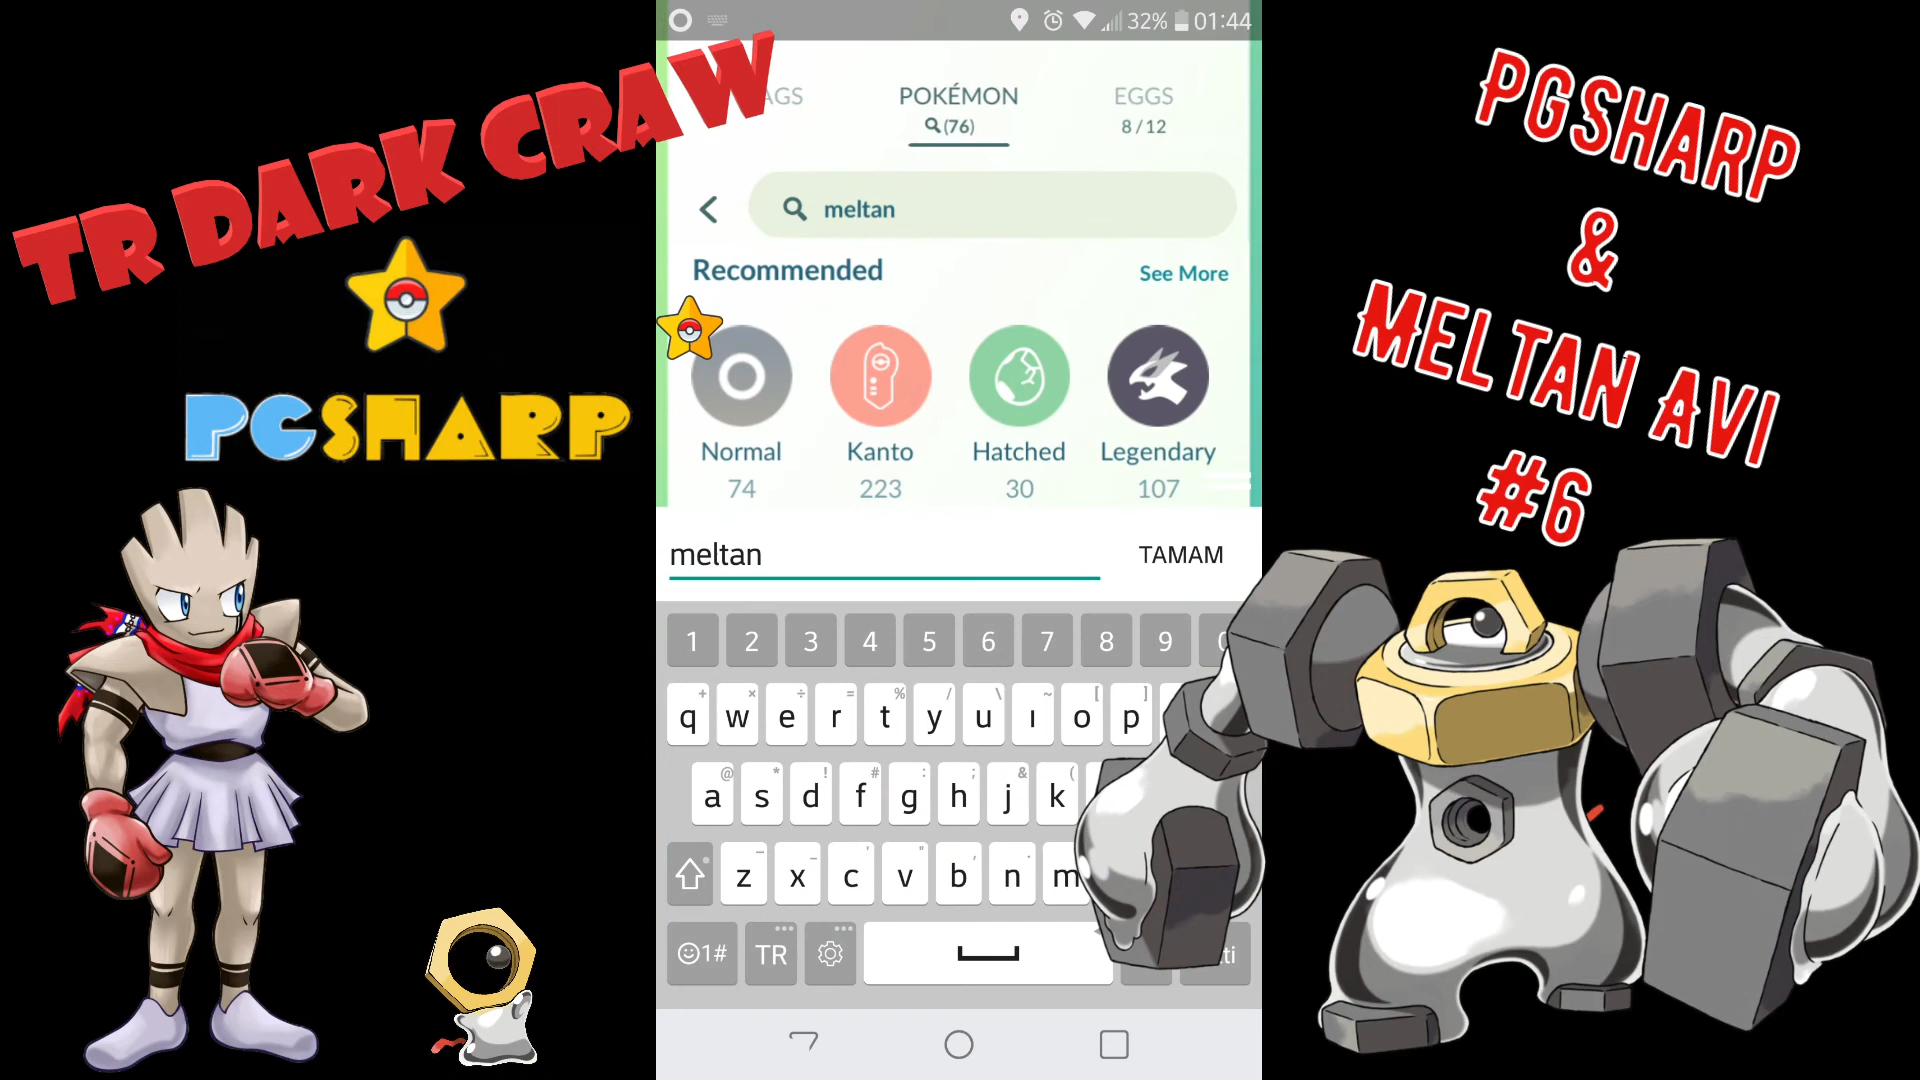 TR DARK CRAW
PGSHARP
32% 01:44
AGS POKÉMON EGGS
(76) 8 / 12
meltan
Recommended See More
Normal Kanto Hatched Legendary
74 223 30 107
meltan TAMAM
1 2 3 4 5 6 7 8 9 0
+ × ÷ = % / \ ~ [ ]
q w e r t y u ı o p
@ * ! # : ; & (
a s d f g h j k
z x c v b n m
1# TR ti
PGSHARP
&
MELTAN AVI
#6